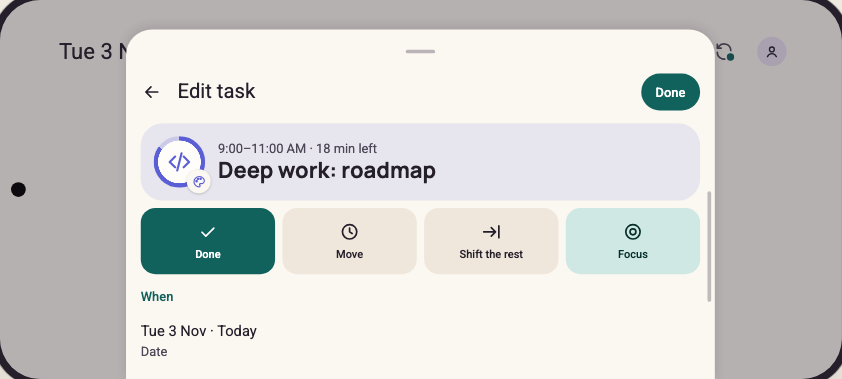 Tue 3 N
Edit task
Done
9:00–11:00 AM · 18 min left
Deep work: roadmap
Done
Move
Shift the rest
Focus
When
Tue 3 Nov · Today
Date